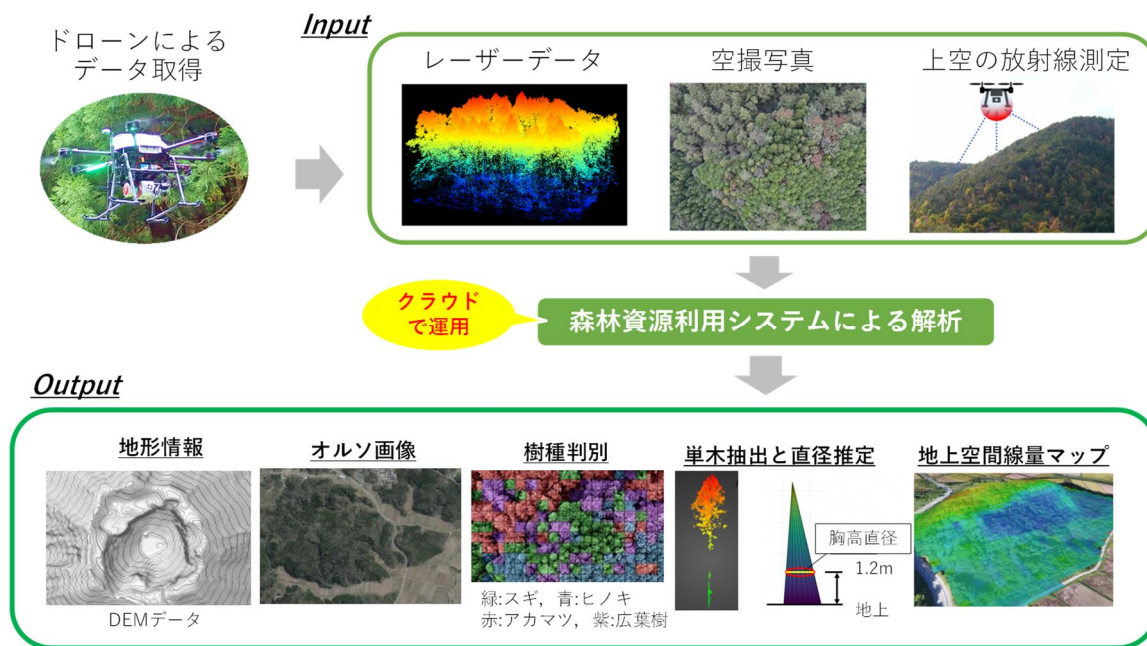 ドローンによる
データ取得
Input
レーザーデータ
空撮写真
上空の放射線測定
クラウド
で運用
森林資源利用システムによる解析
Output
地形情報
DEMデータ
オルソ画像
樹種判別
緑:スギ, 青:ヒノキ
赤:アカマツ, 紫:広葉樹
単木抽出と直径推定
胸高直径
1.2m
地上
地上空間線量マップ